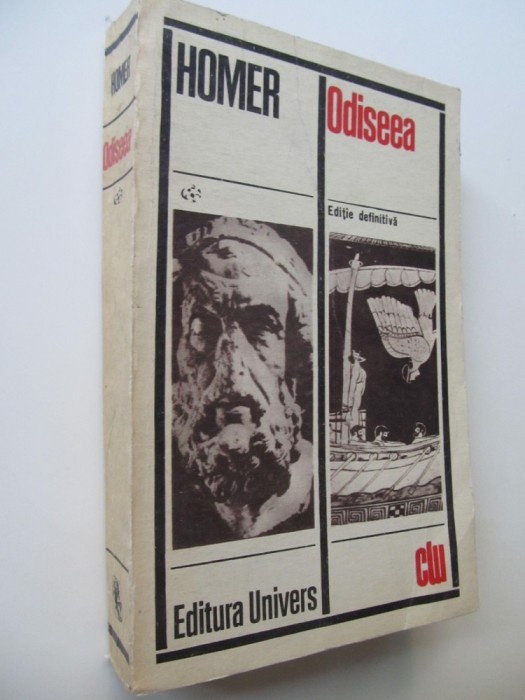 HOMER
Odiseea
HOMER
Odiseea
Ediție definitivă
Editura Univers
clu